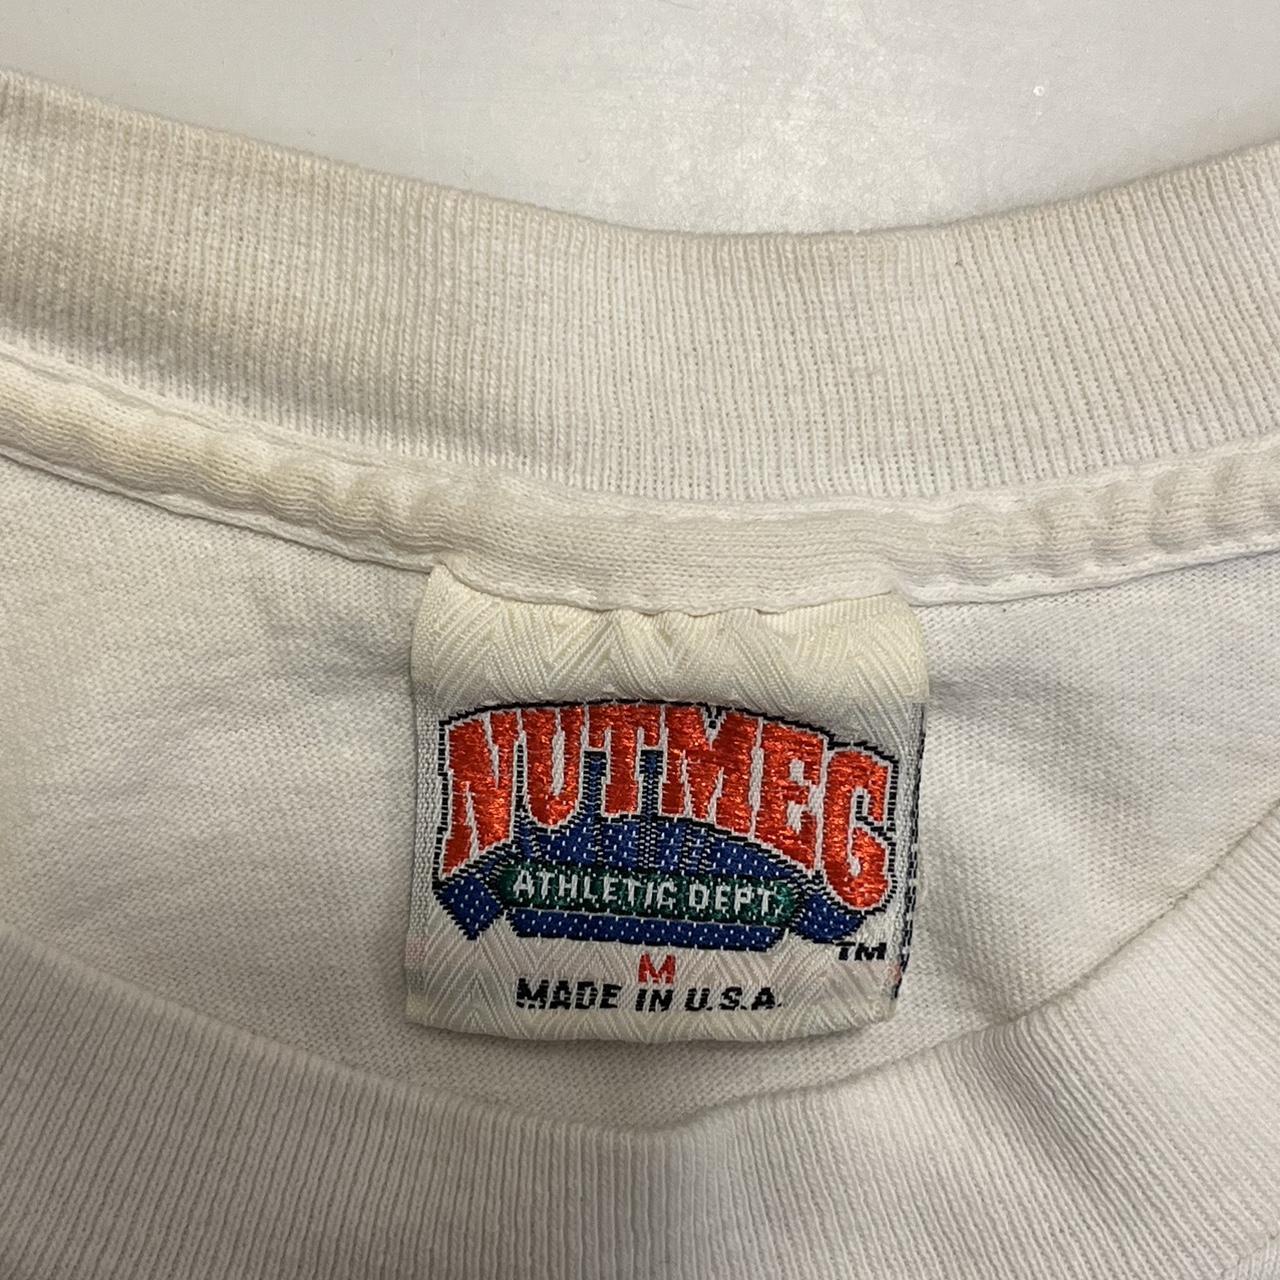 NUTMEG
ATHLETIC DEPT.
TM
M
MADE IN U.S.A.